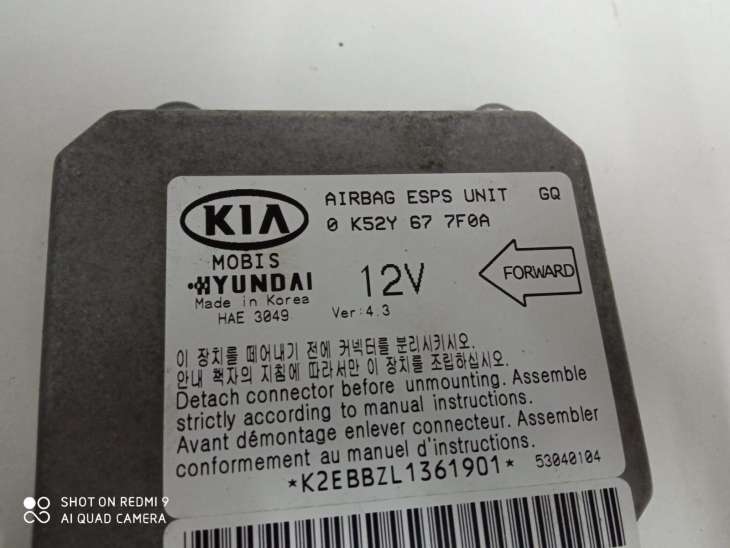 AIRBAG ESPS UNIT GQ
KIA
0 K52Y 67 7F0A
MOBIS
HYUNDAI
12V
FORWARD
Made in Korea
HAE 3049
Ver:4.3
이 장치를 떼어내기 전에 커넥터를 분리시키시오.
안내 책자의 지침에 따라서만 이 장치를 조립하십시오.
Detach connector before unmounting. Assemble
strictly according to manual instructions.
Avant démontage enlever connecteur. Assembler
conformement au manuel d'instructions.
*K2EBBZL1361901* 53040104
SHOT ON REDMI 9
AI QUAD CAMERA